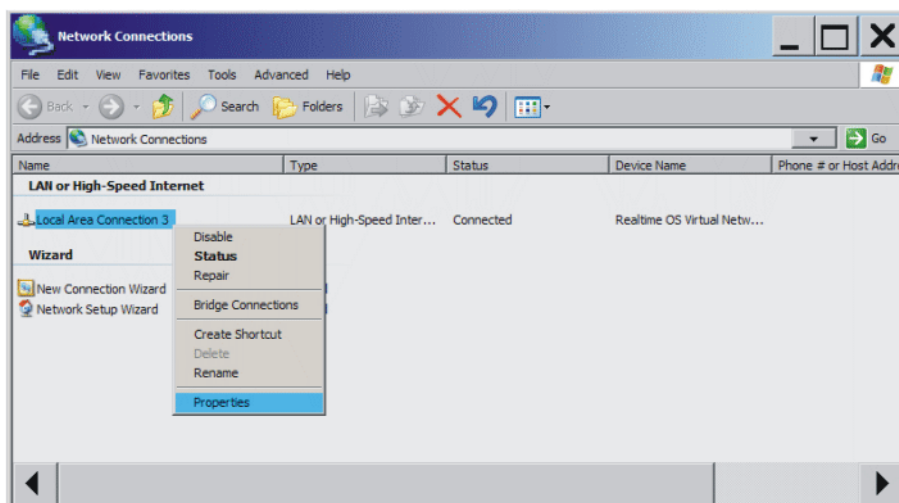 Network Connections
File Edit View Favorites Tools Advanced Help
Back Search Folders
Address Network Connections Go
Name Type Status Device Name Phone # or Host Addre
LAN or High-Speed Internet
Local Area Connection 3 LAN or High-Speed Inter... Connected Realtime OS Virtual Netw...
Disable
Wizard Status
Repair
New Connection Wizard
Bridge Connections
Network Setup Wizard
Create Shortcut
Delete
Rename
Properties